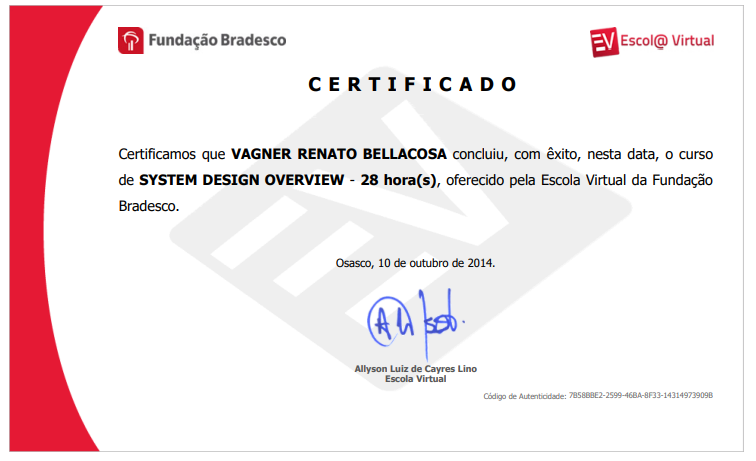 Fundação Bradesco
EV Escol@ Virtual
CERTIFICADO
Certificamos que VAGNER RENATO BELLACOSA concluiu, com êxito, nesta data, o curso
de SYSTEM DESIGN OVERVIEW - 28 hora(s), oferecido pela Escola Virtual da Fundação
Bradesco.
Osasco, 10 de outubro de 2014.
Allyson Luiz de Cayres Lino
Escola Virtual
Código de Autenticidade: 7B58BBE2-2599-46BA-8F33-14314973909B